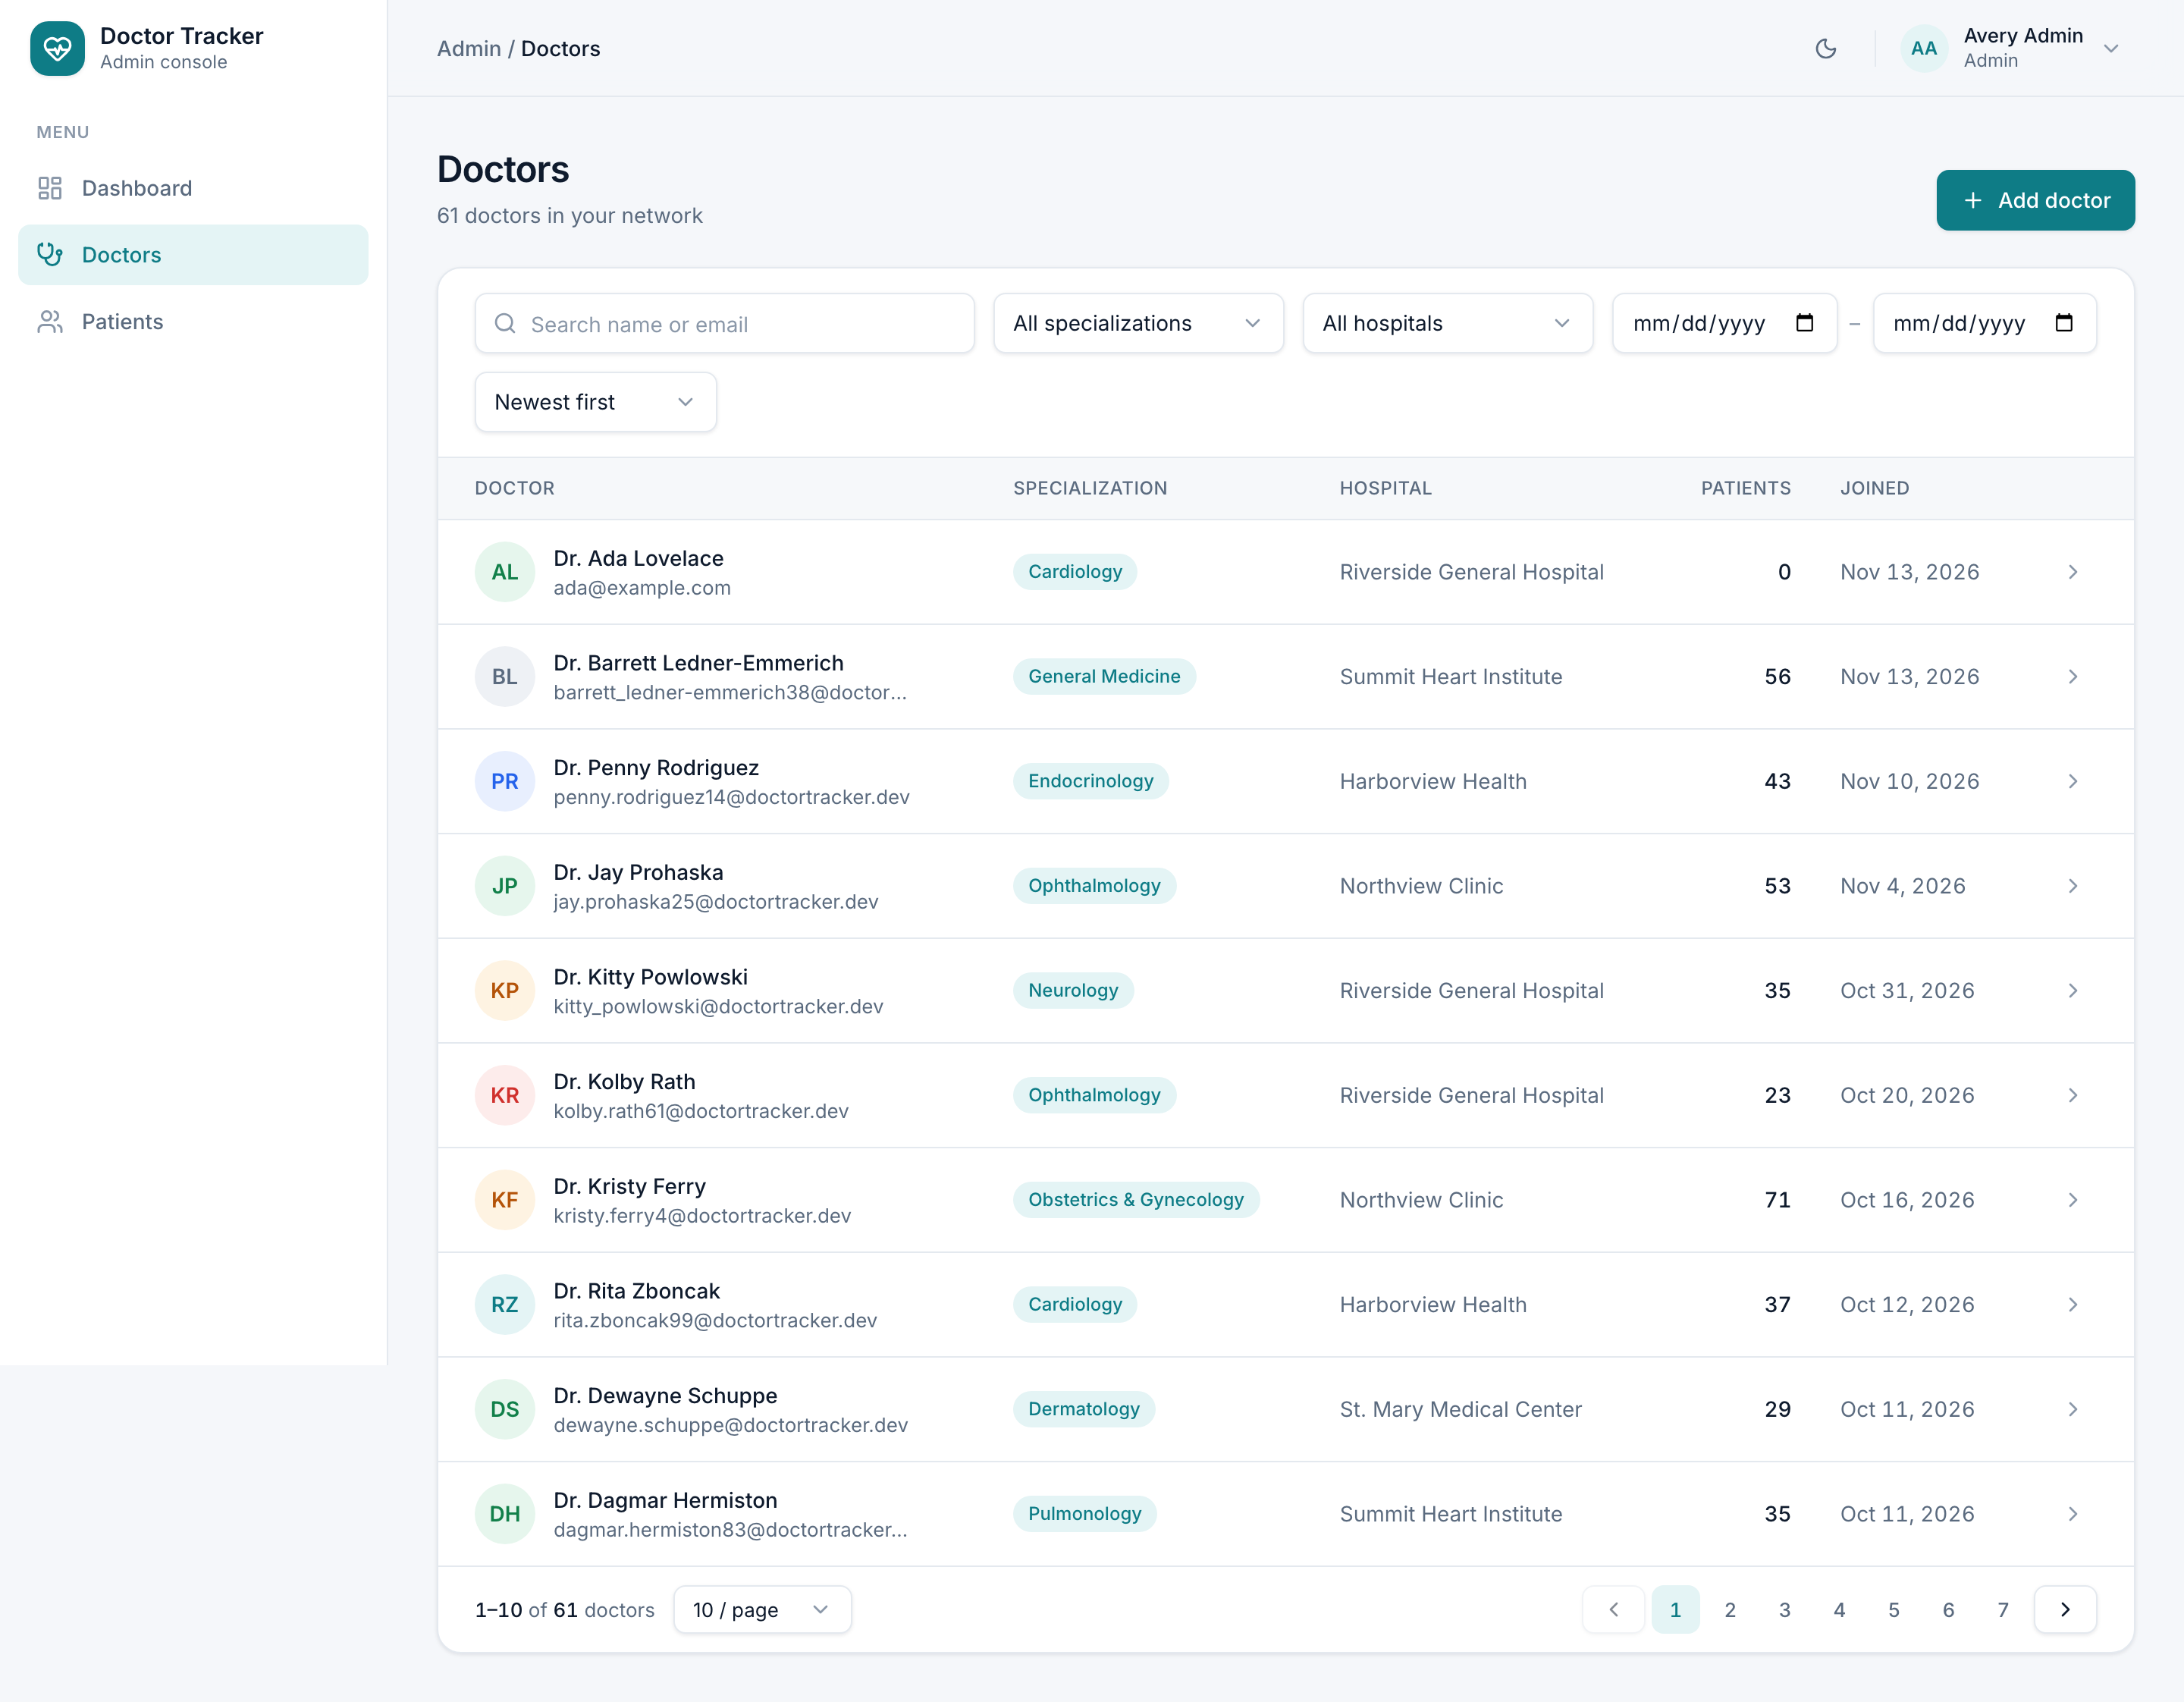 Doctor Tracker
Admin console
MENU
Dashboard
Doctors
Patients
Admin / Doctors
AA
Avery Admin
Admin
Doctors
61 doctors in your network
Add doctor
Search name or email
All specializations
All hospitals
mm/dd/yyyy – mm/dd/yyyy
Newest first
DOCTOR SPECIALIZATION HOSPITAL PATIENTS JOINED
AL Dr. Ada Lovelace
ada@example.com
Cardiology Riverside General Hospital 0 Nov 13, 2026
BL Dr. Barrett Ledner-Emmerich
barrett_ledner-emmerich38@doctor...
General Medicine Summit Heart Institute 56 Nov 13, 2026
PR Dr. Penny Rodriguez
penny.rodriguez14@doctortracker.dev
Endocrinology Harborview Health 43 Nov 10, 2026
JP Dr. Jay Prohaska
jay.prohaska25@doctortracker.dev
Ophthalmology Northview Clinic 53 Nov 4, 2026
KP Dr. Kitty Powlowski
kitty_powlowski@doctortracker.dev
Neurology Riverside General Hospital 35 Oct 31, 2026
KR Dr. Kolby Rath
kolby.rath61@doctortracker.dev
Ophthalmology Riverside General Hospital 23 Oct 20, 2026
KF Dr. Kristy Ferry
kristy.ferry4@doctortracker.dev
Obstetrics & Gynecology Northview Clinic 71 Oct 16, 2026
RZ Dr. Rita Zboncak
rita.zboncak99@doctortracker.dev
Cardiology Harborview Health 37 Oct 12, 2026
DS Dr. Dewayne Schuppe
dewayne.schuppe@doctortracker.dev
Dermatology St. Mary Medical Center 29 Oct 11, 2026
DH Dr. Dagmar Hermiston
dagmar.hermiston83@doctortracker...
Pulmonology Summit Heart Institute 35 Oct 11, 2026
1–10 of 61 doctors
10 / page
1 2 3 4 5 6 7